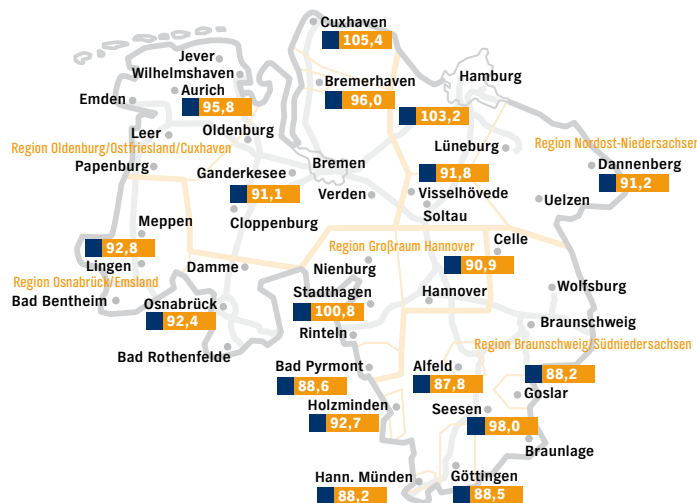 Cuxhaven
105,4
Jever
Wilhelmshaven
Aurich
95,8
Bremerhaven
96,0
Hamburg
Emden
103,2
Leer
Oldenburg
Region Oldenburg/Ostfriesland/Cuxhaven
Lüneburg
Region Nordost-Niedersachsen
Papenburg
Ganderkesee
Bremen
91,8
Dannenberg
91,2
91,1
Verden
Visselhövede
Uelzen
Cloppenburg
Soltau
Meppen
92,8
Lingen
Region Großraum Hannover
Celle
Damme
Nienburg
90,9
Region Osnabrück/Emsland
Bad Bentheim
Osnabrück
92,4
Stadthagen
100,8
Hannover
Wolfsburg
Rinteln
Braunschweig
Bad Rothenfelde
Region Braunschweig/Südniedersachsen
Bad Pyrmont
88,6
Alfeld
87,8
88,2
Goslar
Holzminden
92,7
Seesen
98,0
Braunlage
Hann. Münden
88,2
Göttingen
88,5